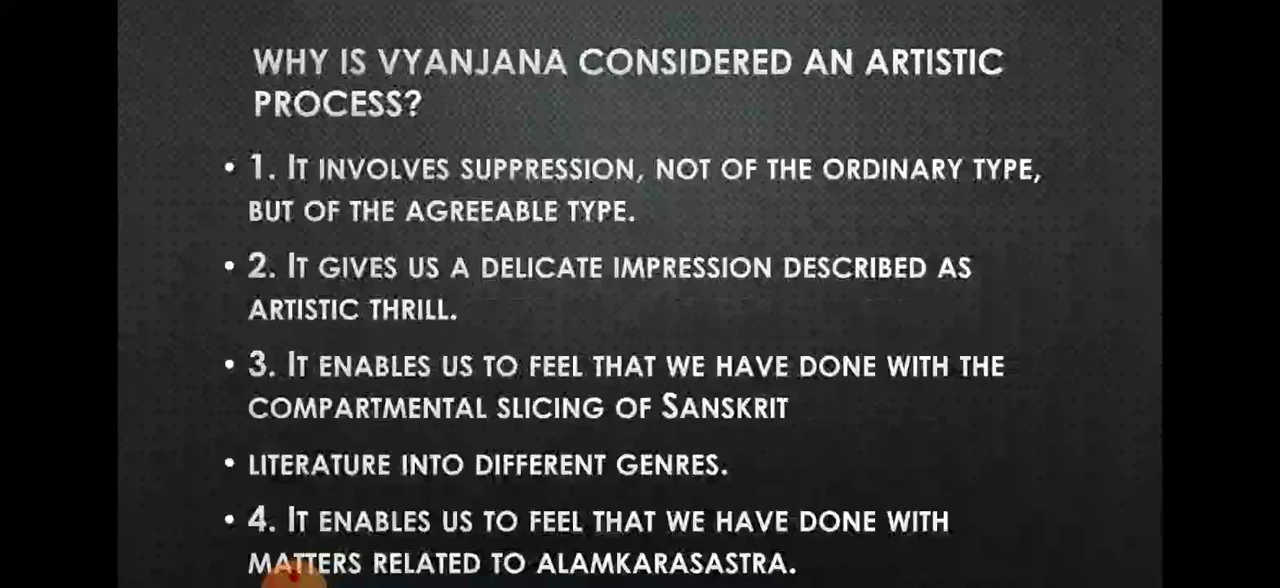 WHY IS VYANJANA CONSIDERED AN ARTISTIC
PROCESS?
• 1. IT INVOLVES SUPPRESSION, NOT OF THE ORDINARY TYPE,
BUT OF THE AGREEABLE TYPE.
• 2. IT GIVES US A DELICATE IMPRESSION DESCRIBED AS
ARTISTIC THRILL.
• 3. IT ENABLES US TO FEEL THAT WE HAVE DONE WITH THE
COMPARTMENTAL SLICING OF SANSKRIT
• LITERATURE INTO DIFFERENT GENRES.
• 4. IT ENABLES US TO FEEL THAT WE HAVE DONE WITH
MATTERS RELATED TO ALAMKARASASTRA.